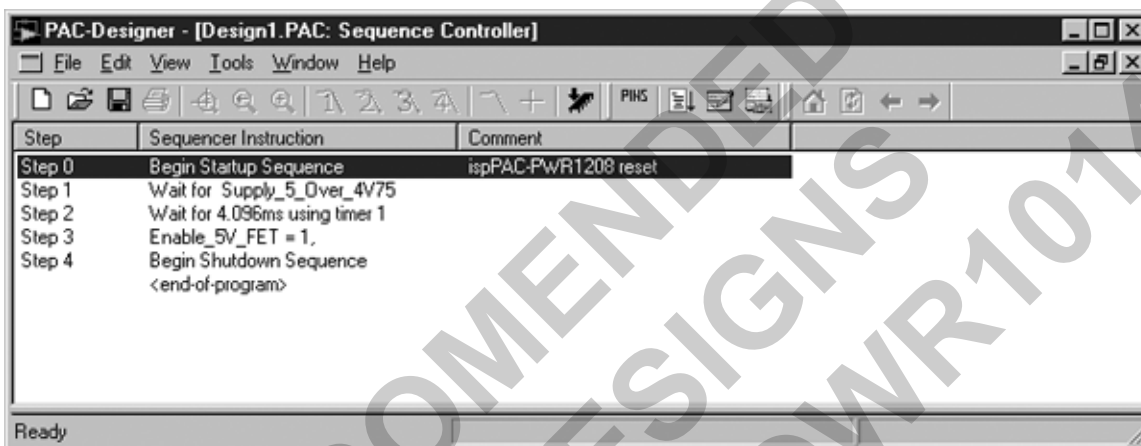 PAC-Designer - [Design1.PAC: Sequence Controller]
File Edit View Tools Window Help
PINS
Step Sequencer Instruction Comment
Step 0 Begin Startup Sequence ispPAC-PWR1208 reset
Step 1 Wait for Supply_5_Over_4V75
Step 2 Wait for 4.096ms using timer 1
Step 3 Enable_5V_FET = 1,
Step 4 Begin Shutdown Sequence
<end-of-program>
Ready